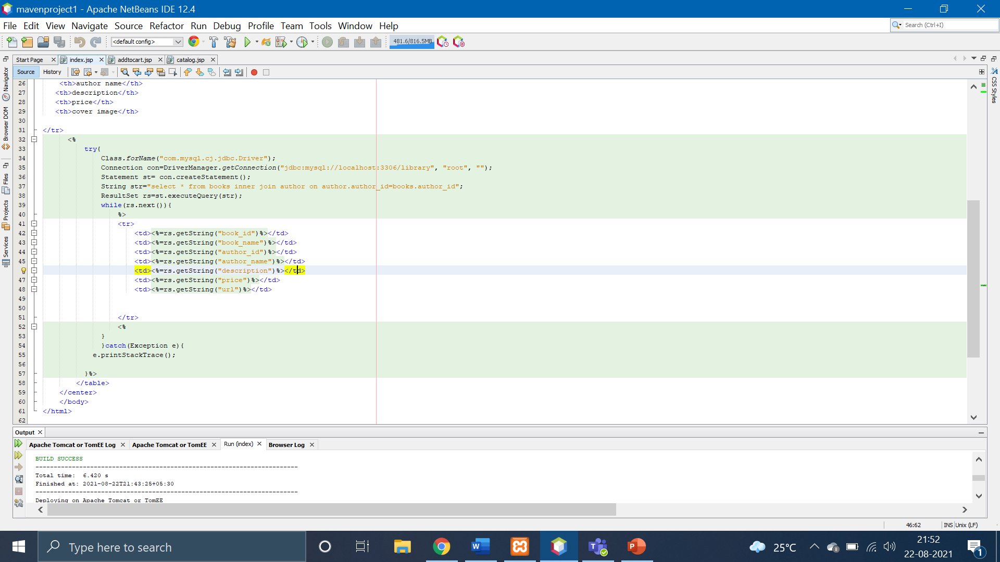 mavenproject1 - Apache NetBeans IDE 12.4
File Edit View Navigate Source Refactor Run Debug Profile Team Tools Window Help
Search (Ctrl+I)
<default config>
481.6/816.5MB
Start Page index.jsp addtocart.jsp catalog.jsp
Source History
Navigator
Browser DOM
Files
Projects
Services
CSS Styles
26 <th>author name</th>
27 <th>description</th>
28 <th>price</th>
29 <th>cover image</th>
30
31 </tr>
32 <%
33 try{
34 Class.forName("com.mysql.cj.jdbc.Driver");
35 Connection con=DriverManager.getConnection("jdbc:mysql://localhost:3306/library", "root", "");
36 Statement st= con.createStatement();
37 String str="select * from books inner join author on author.author_id=books.author_id";
38 ResultSet rs=st.executeQuery(str);
39 while(rs.next()){
40 %>
41 <tr>
42 <td><%=rs.getString("book_id")%></td>
43 <td><%=rs.getString("book_name")%></td>
44 <td><%=rs.getString("author_id")%></td>
45 <td><%=rs.getString("author_name")%></td>
<td><%=rs.getString("description")%></td>
47 <td><%=rs.getString("price")%></td>
48 <td><%=rs.getString("url")%></td>
49
50
51 </tr>
52 <%
53 }
54 }catch(Exception e){
55 e.printStackTrace();
56
57 }%>
58 </table>
59 </center>
60 </body>
61 </html>
62
Output
Apache Tomcat or TomEE Log Apache Tomcat or TomEE Run (index) Browser Log
BUILD SUCCESS
------------------------------------------------------------------------
Total time: 6.420 s
Finished at: 2021-08-22T21:43:25+05:30
------------------------------------------------------------------------
Deploying on Apache Tomcat or TomEE
46:62 INS Unix (LF)
Type here to search
25°C
21:52
22-08-2021
1